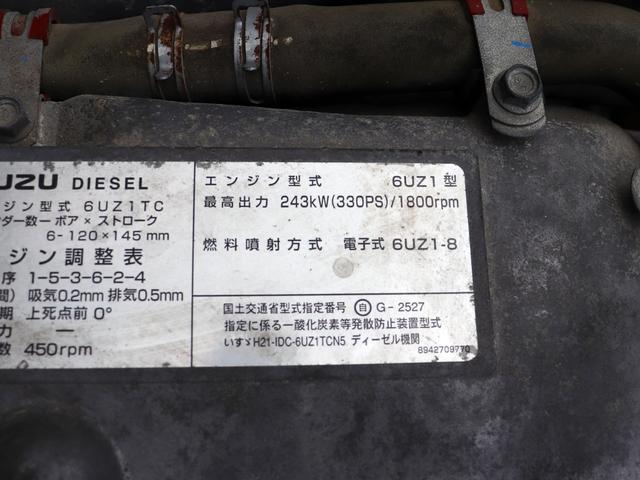 UZU DIESEL
ジン型式 6UZ1TC
ンダー数ー ボア × ストローク
6-120×145mm
ジン調整表
序 1-5-3-6-2-4
間) 吸気0.2mm 排気0.5mm
期 上死点前 0°
力 —
数 450rpm
エンジン型式 6UZ1型
最高出力 243kW(330PS)/1800rpm
燃料噴射方式 電子式 6UZ1-8
国土交通省型式指定番号 自 G-2527
指定に係る一酸化炭素等発散防止装置型式
いすゞH21-IDC-6UZ1TCN5 ディーゼル機関
8942709770